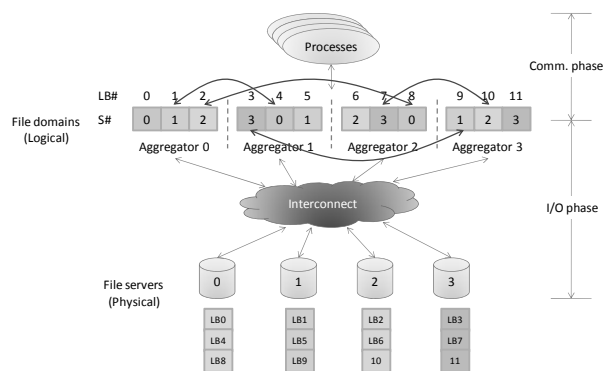 Processes
Comm. phase
LB# 0 1 2 3 4 5 6 7 8 9 10 11
File domains
(Logical)
S# 0 1 2 3 0 1 2 3 0 1 2 3
Aggregator 0 Aggregator 1 Aggregator 2 Aggregator 3
Interconnect
I/O phase
File servers
(Physical)
0 1 2 3
LB0 LB1 LB2 LB3
LB4 LB5 LB6 LB7
LB8 LB9 10 11